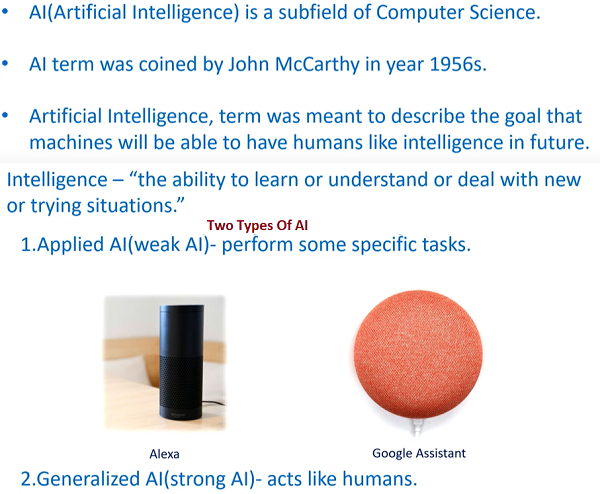 • AI(Artificial Intelligence) is a subfield of Computer Science.
• AI term was coined by John McCarthy in year 1956s.
• Artificial Intelligence, term was meant to describe the goal that
machines will be able to have humans like intelligence in future.
Intelligence – “the ability to learn or understand or deal with new
or trying situations.”
Two Types Of AI
1.Applied AI(weak AI)- perform some specific tasks.
Alexa
Google Assistant
2.Generalized AI(strong AI)- acts like humans.